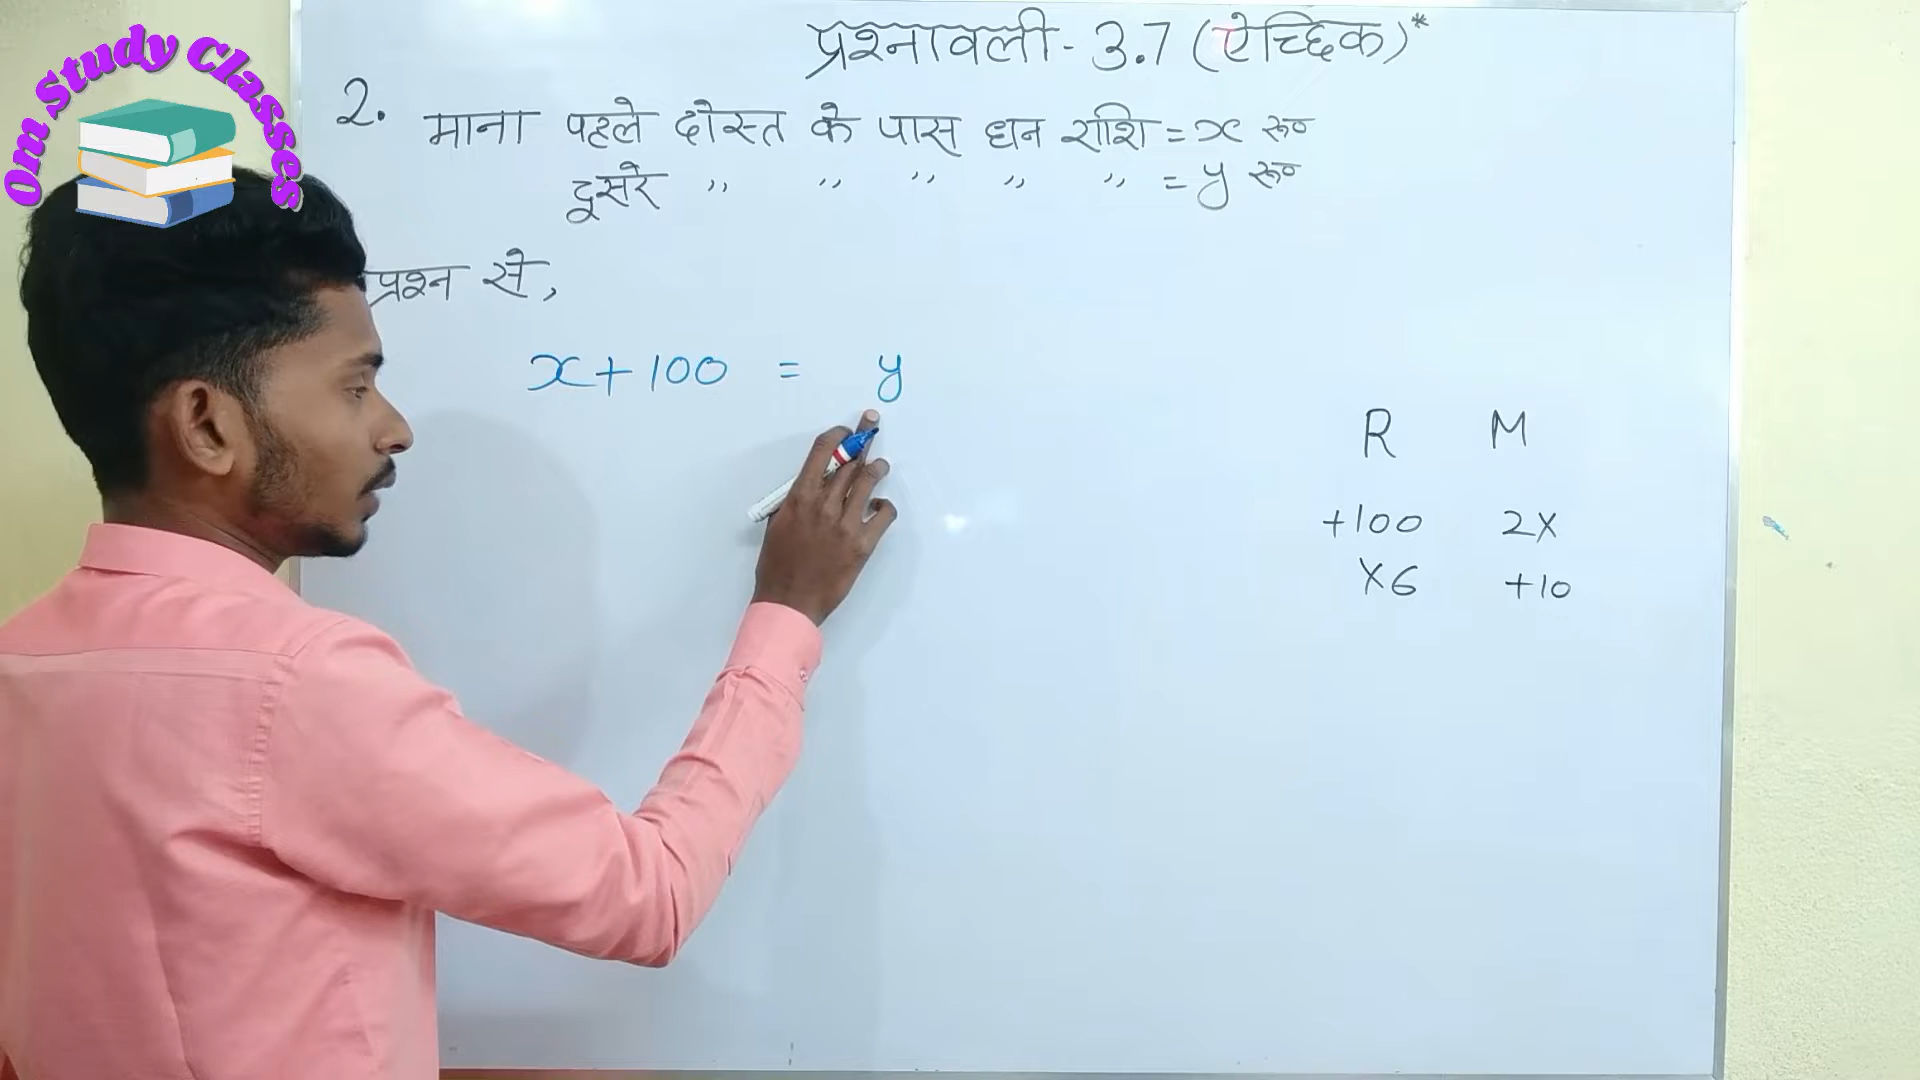 Om Study Classes
प्रश्नावली - 3.7 (ऐच्छिक)*
2. माना पहले दोस्त के पास धन राशि = x रू०
दूसरे ,, ,, ,, ,, ,, = y रू०
प्रश्न से,
x + 100 = y
R M
+100 2x
x6 +10